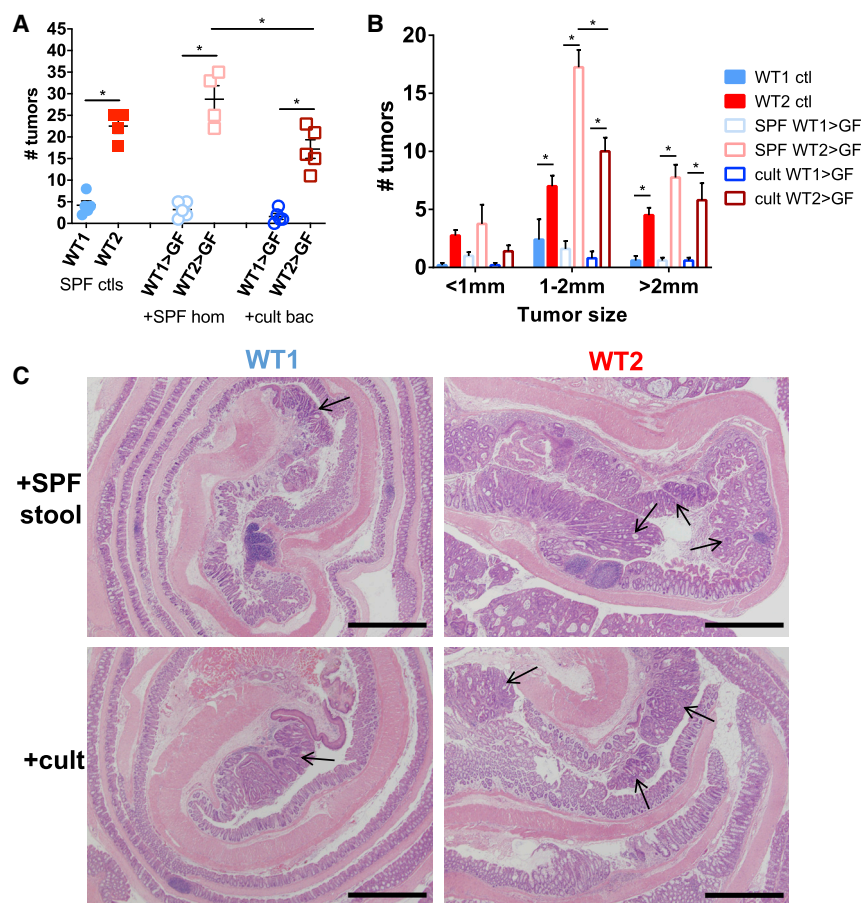 A
# tumors
45
40
35
30
25
20
15
10
5
0
*
*
*
*
WT1
WT2
WT1>GF
WT2>GF
WT1>GF
WT2>GF
SPF ctls
+SPF hom
+cult bac
B
# tumors
20
15
10
5
0
*
*
*
*
*
*
*
<1mm
1-2mm
>2mm
Tumor size
WT1 ctl
WT2 ctl
SPF WT1>GF
SPF WT2>GF
cult WT1>GF
cult WT2>GF
C
WT1
WT2
+SPF
stool
+cult